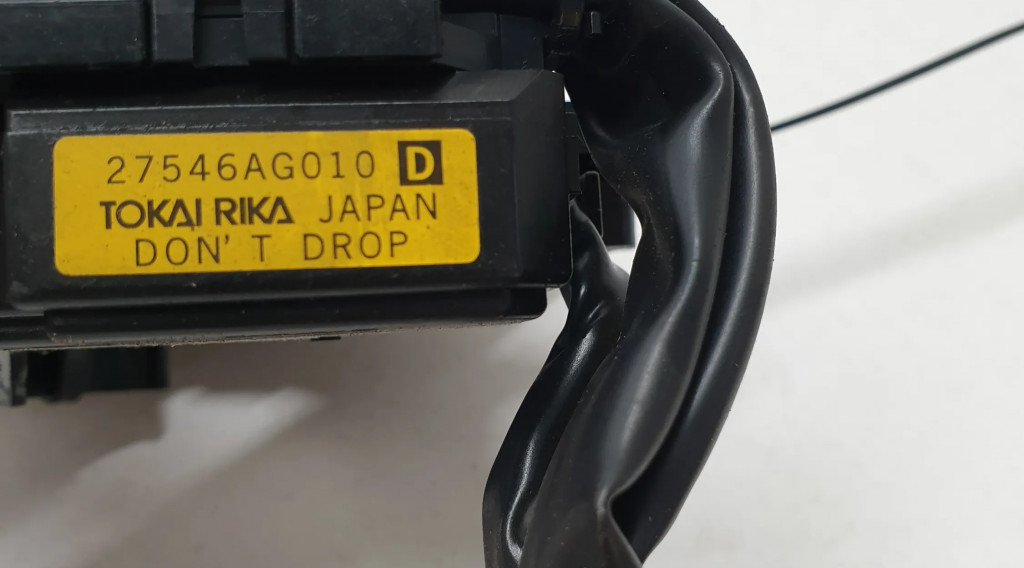 27546AG010 D
TOKAI RIKA JAPAN
DON'T DROP